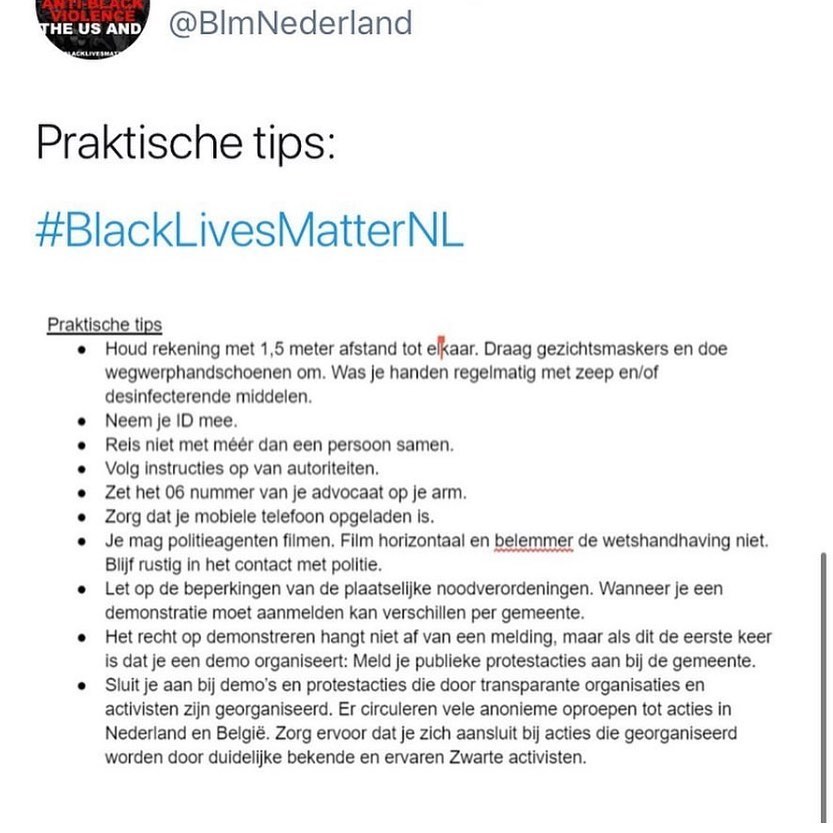 ANTI-BLACK
VIOLENCE
THE US AND
@BlmNederland
Praktische tips:
#BlackLivesMatterNL
Praktische tips
• Houd rekening met 1,5 meter afstand tot elkaar. Draag gezichtsmaskers en doe
wegwerphandschoenen om. Was je handen regelmatig met zeep en/of
desinfecterende middelen.
• Neem je ID mee.
• Reis niet met méér dan een persoon samen.
• Volg instructies op van autoriteiten.
• Zet het 06 nummer van je advocaat op je arm.
• Zorg dat je mobiele telefoon opgeladen is.
• Je mag politieagenten filmen. Film horizontaal en belemmer de wetshandhaving niet.
Blijf rustig in het contact met politie.
• Let op de beperkingen van de plaatselijke noodverordeningen. Wanneer je een
demonstratie moet aanmelden kan verschillen per gemeente.
• Het recht op demonstreren hangt niet af van een melding, maar als dit de eerste keer
is dat je een demo organiseert: Meld je publieke protestacties aan bij de gemeente.
• Sluit je aan bij demo's en protestacties die door transparante organisaties en
activisten zijn georganiseerd. Er circuleren vele anonieme oproepen tot acties in
Nederland en België. Zorg ervoor dat je zich aansluit bij acties die georganiseerd
worden door duidelijke bekende en ervaren Zwarte activisten.